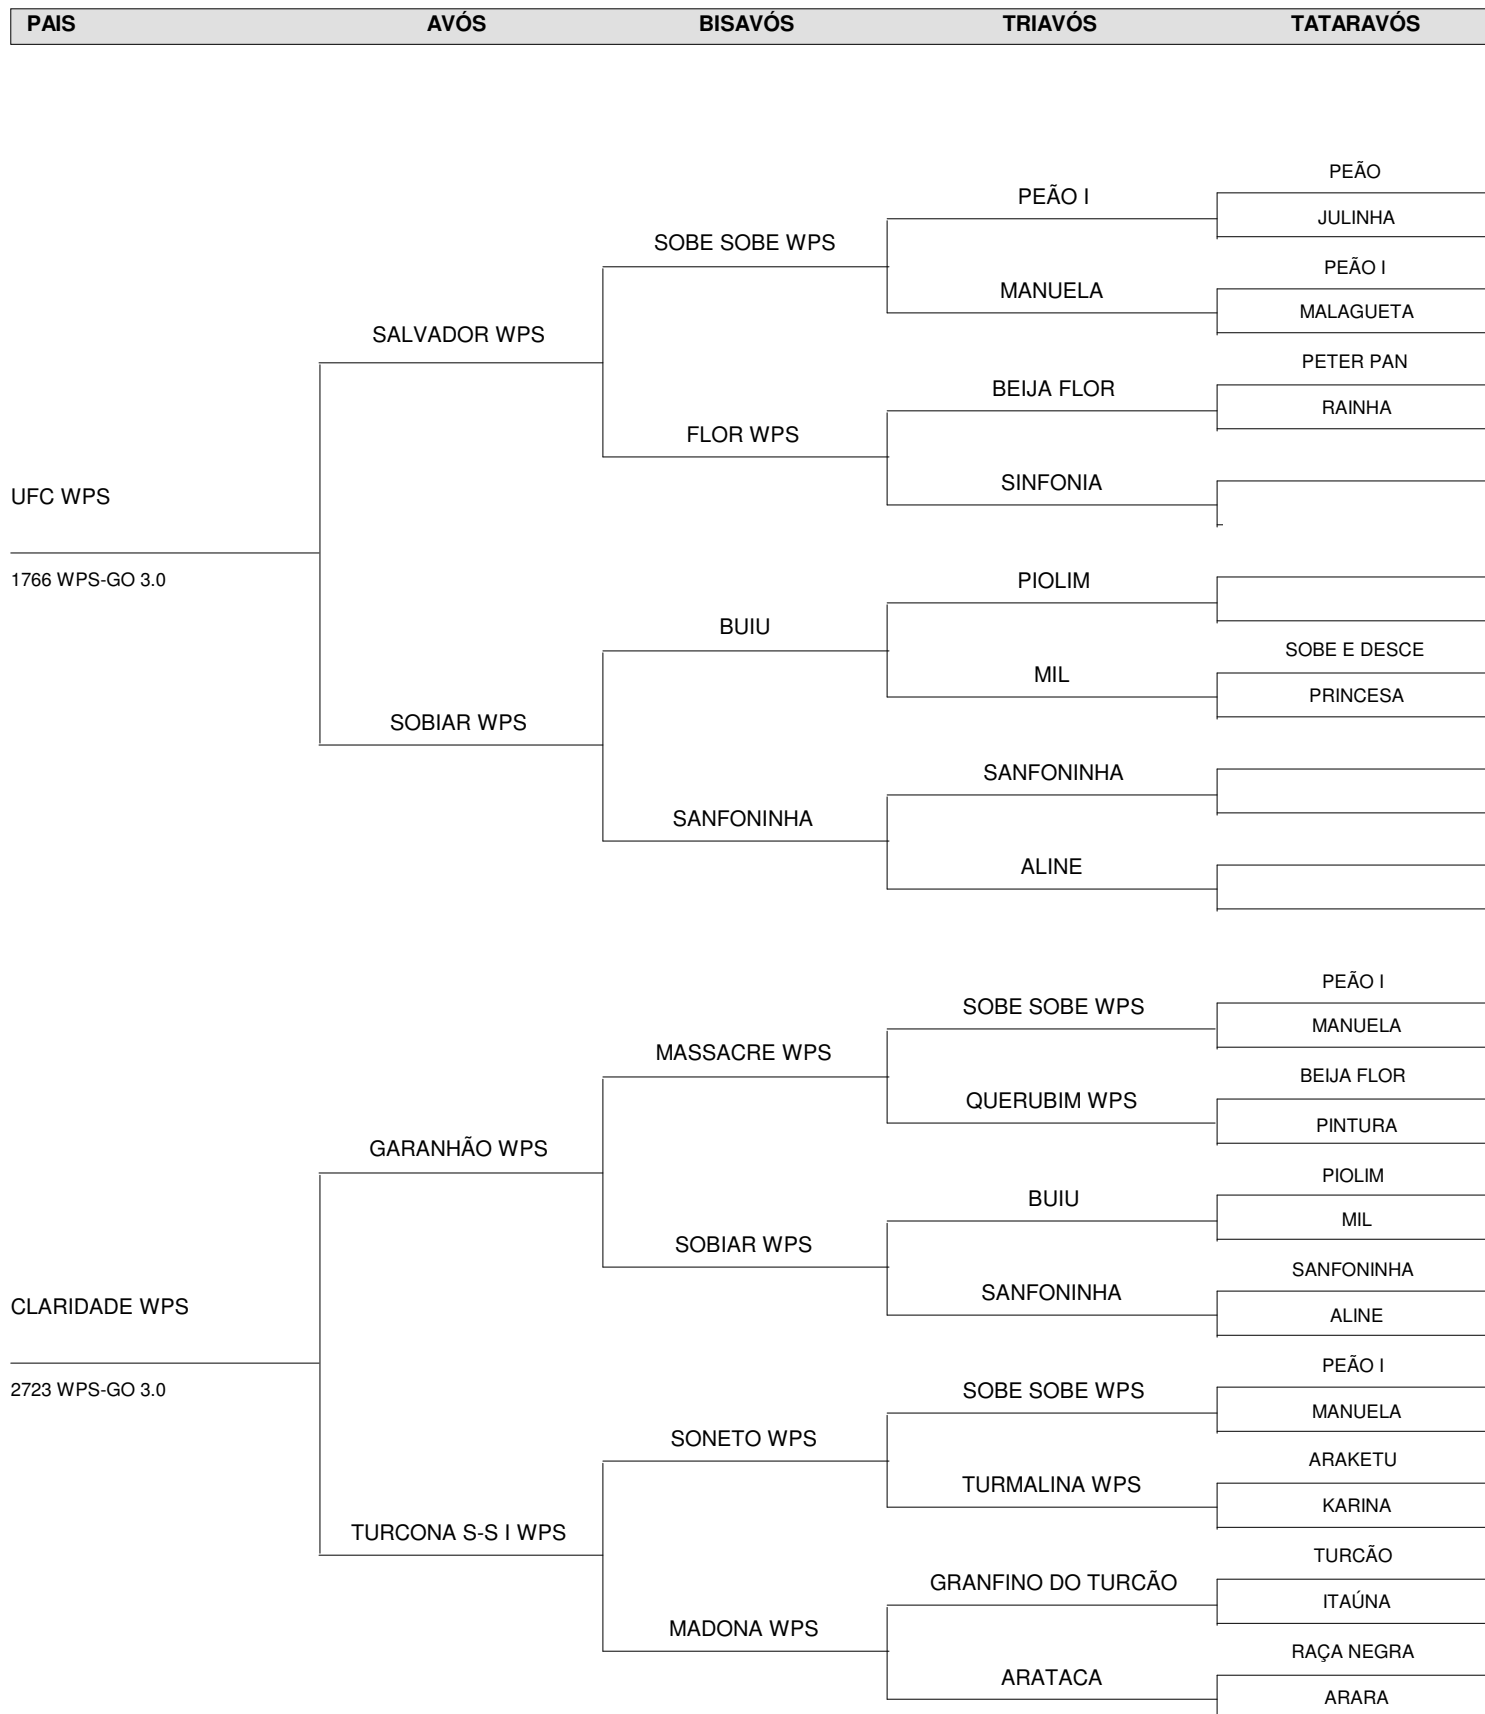 PAIS AVÓS BISAVÓS TRIAVÓS TATARAVÓS
PEÃO
PEÃO I
JULINHA
SOBE SOBE WPS
PEÃO I
MANUELA
MALAGUETA
SALVADOR WPS
PETER PAN
BEIJA FLOR
RAINHA
FLOR WPS
SINFONIA
UFC WPS
1766 WPS-GO 3.0
PIOLIM
BUIU
SOBE E DESCE
MIL
PRINCESA
SOBIAR WPS
SANFONINHA
SANFONINHA
ALINE
PEÃO I
SOBE SOBE WPS
MANUELA
MASSACRE WPS
BEIJA FLOR
QUERUBIM WPS
PINTURA
GARANHÃO WPS
PIOLIM
BUIU
MIL
SOBIAR WPS
SANFONINHA
SANFONINHA
ALINE
CLARIDADE WPS
2723 WPS-GO 3.0
PEÃO I
SOBE SOBE WPS
MANUELA
SONETO WPS
ARAKETU
TURMALINA WPS
KARINA
TURCONA S-S I WPS
TURCÃO
GRANFINO DO TURCÃO
ITAÚNA
MADONA WPS
RAÇA NEGRA
ARATACA
ARARA